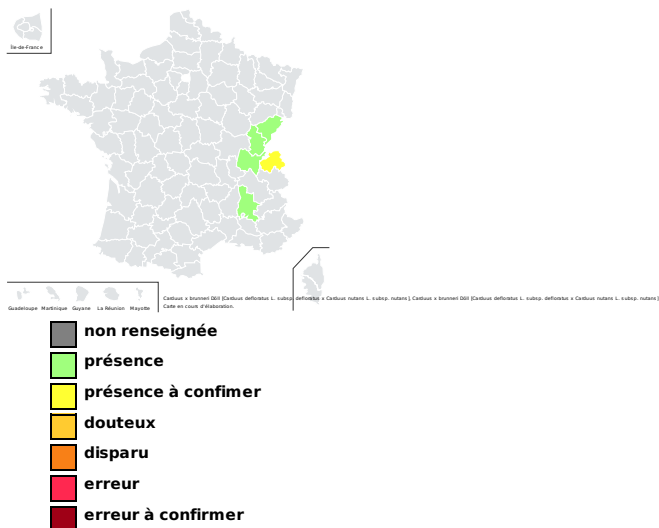 Île-de-France
Guadeloupe Martinique Guyane La Réunion Mayotte
Carduus x brunneri Döll [Carduus defloratus L. subsp. defloratus x Carduus nutans L. subsp. nutans], Carduus x brunneri Döll [Carduus defloratus L. subsp. defloratus x Carduus nutans L. subsp. nutans]
Carte en cours d'élaboration.
non renseignée
présence
présence à confimer
douteux
disparu
erreur
erreur à confirmer